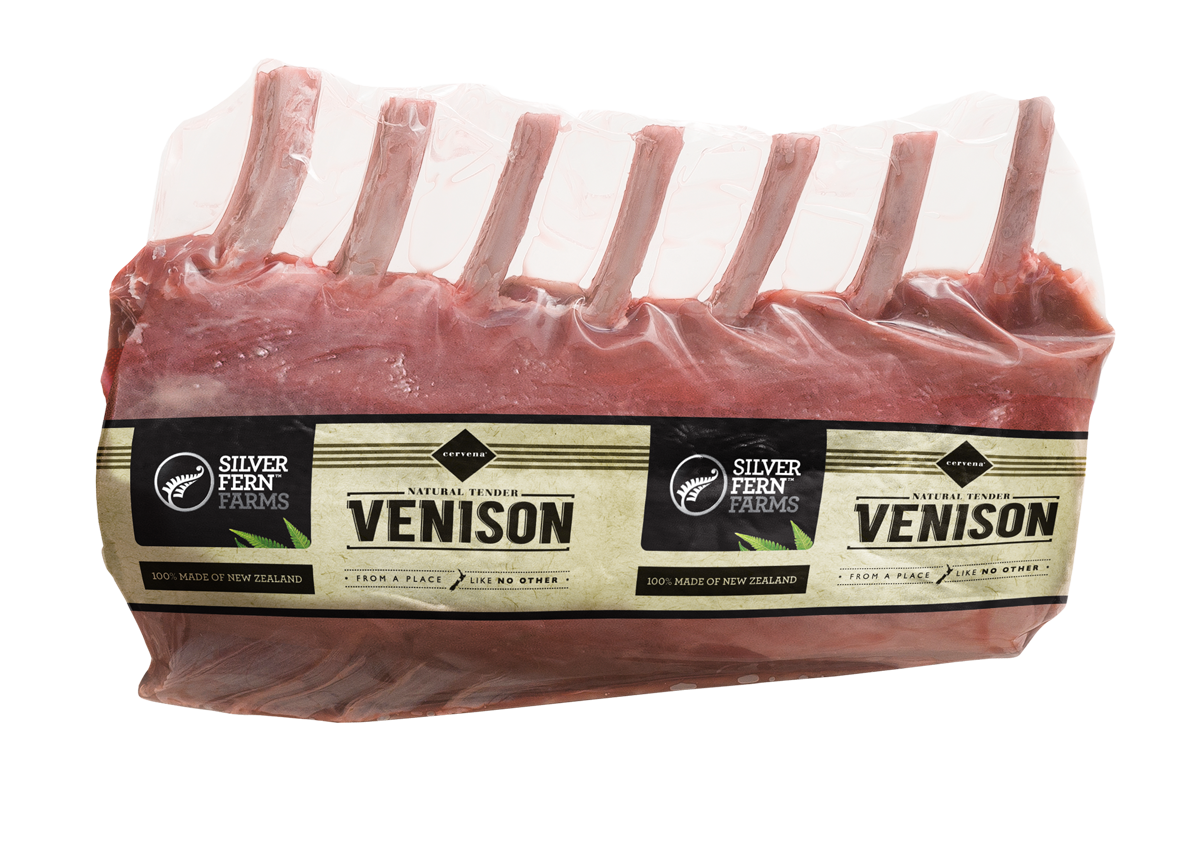 SILVER
FERN™
FARMS
100% MADE OF NEW ZEALAND
cervena®
NATURAL TENDER
VENISON
• FROM A PLACE LIKE NO OTHER •
SILVER
FERN™
FARMS
100% MADE OF NEW ZEALAND
cervena®
NATURAL TENDER
VENISON
• FROM A PLACE LIKE NO OTHER •